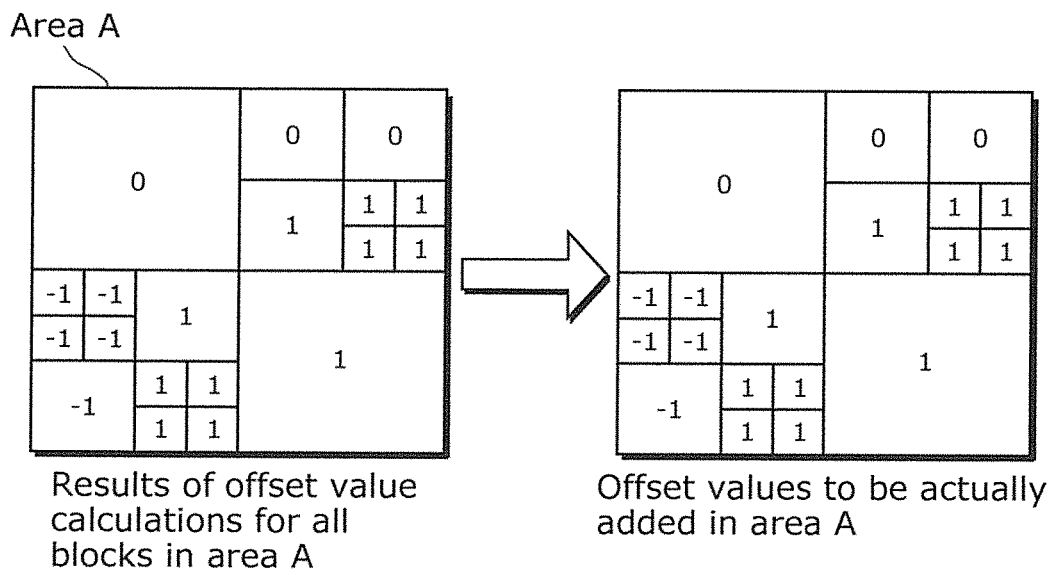 Area A
0 0 0 0
0 0
1 1 1 1
1 1 1 1
1 1 1 1
-1 -1 -1 -1
1 1
-1 -1 -1 -1
1 1
1 1 1 1
-1 -1
1 1 1 1
Results of offset value
calculations for all
blocks in area A
Offset values to be actually
added in area A